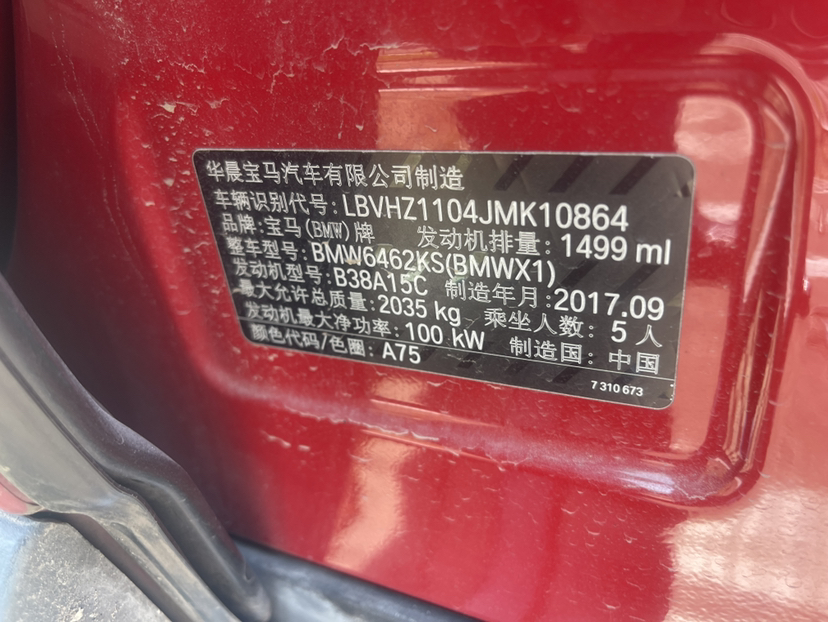 华晨宝马汽车有限公司制造
车辆识别代号:LBVHZ1104JMK10864
品牌:宝马(BMW)牌 发动机排量:1499 ml
整车型号:BMW6462KS(BMWX1)
发动机型号:B38A15C 制造年月:2017.09
最大允许总质量:2035 kg 乘坐人数: 5 人
发动机最大净功率:100 kW 制造国:中国
颜色代码/色圈: A75
7 310 673